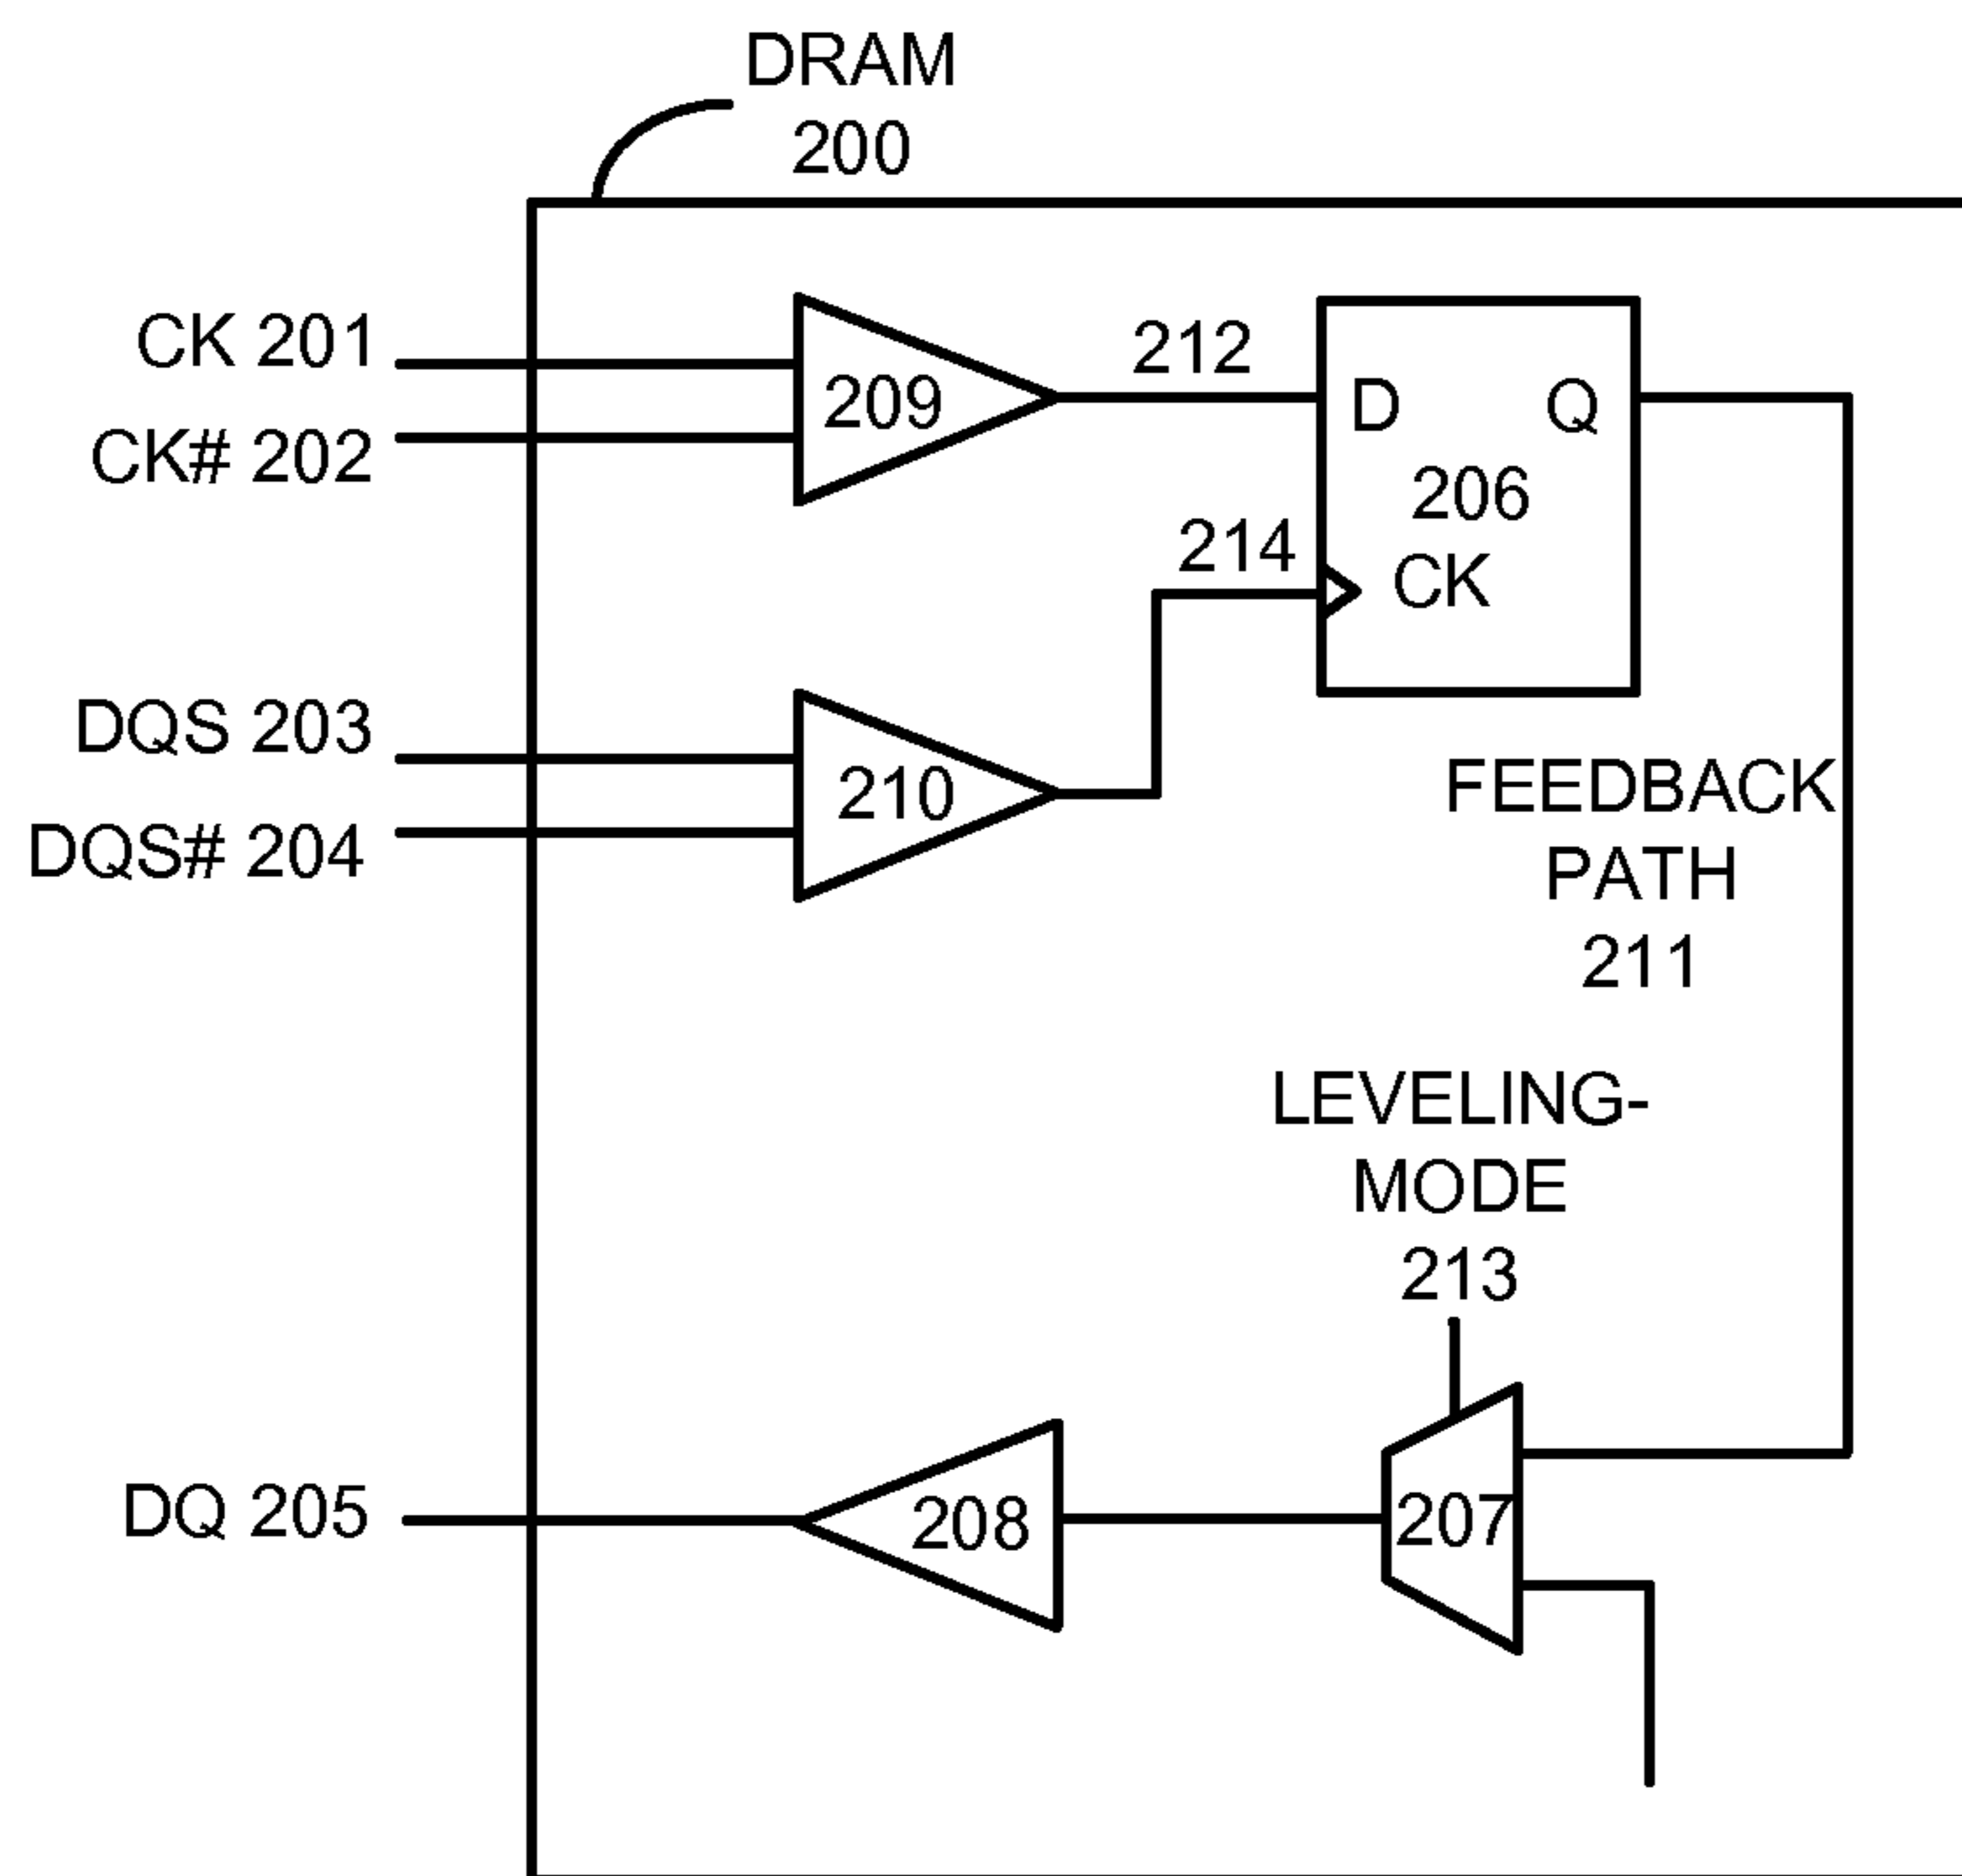 DRAM
200
CK 201
CK# 202
209
212
D Q
206
CK
214
DQS 203
DQS# 204
210
FEEDBACK
PATH
211
LEVELING-
MODE
213
DQ 205
208
207